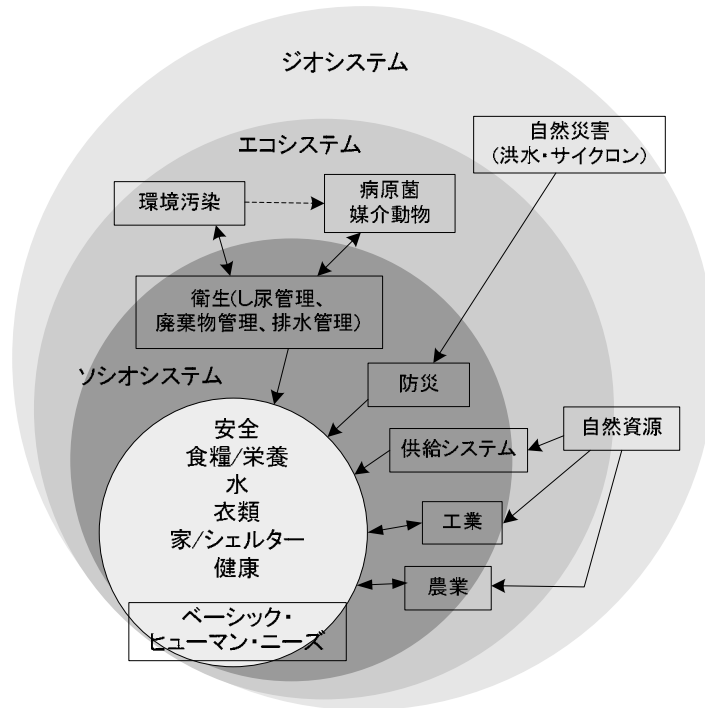 ジオシステム
エコシステム
自然災害
(洪水・サイクロン)
環境汚染
病原菌
媒介動物
衛生(し尿管理、
廃棄物管理、排水管理)
ソシオシステム
防災
安全
食糧/栄養
水
衣類
家/シェルター
健康
供給システム
自然資源
工業
農業
ベーシック・
ヒューマン・ニーズ